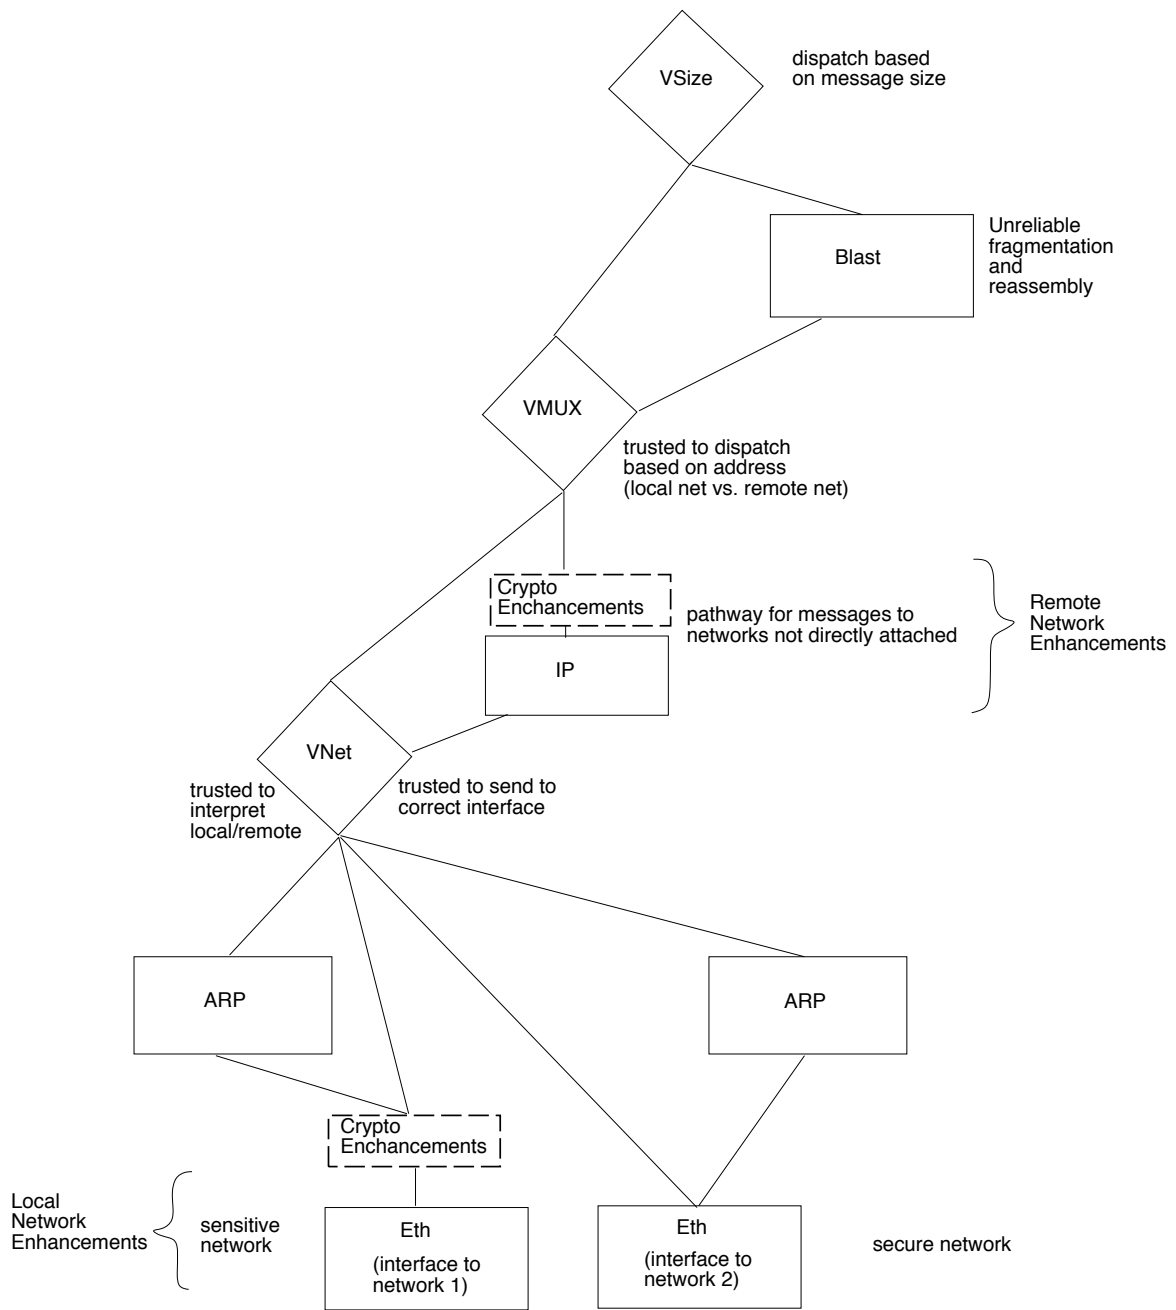 VSize
dispatch based
on message size
Blast
Unreliable
fragmentation
and
reassembly
VMUX
trusted to dispatch
based on address
(local net vs. remote net)
Crypto
Enchancements
pathway for messages to
networks not directly attached
Remote
Network
Enhancements
IP
VNet
trusted to
interpret
local/remote
trusted to send to
correct interface
ARP
ARP
Crypto
Enchancements
Local
Network
Enhancements
sensitive
network
Eth
(interface to
network 1)
Eth
(interface to
network 2)
secure network